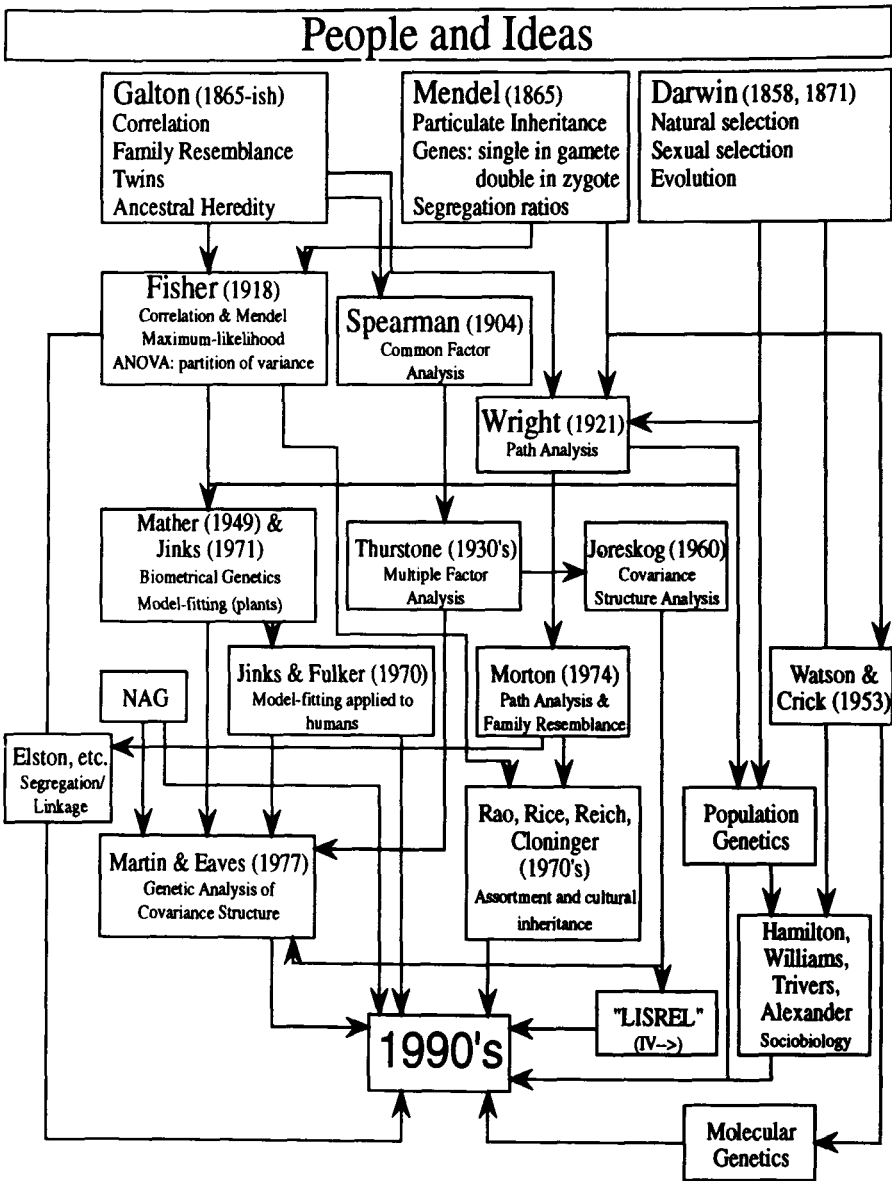 People and Ideas
Galton (1865-ish)
Correlation
Family Resemblance
Twins
Ancestral Heredity
Mendel (1865)
Particulate Inheritance
Genes: single in gamete
double in zygote
Segregation ratios
Darwin (1858, 1871)
Natural selection
Sexual selection
Evolution
Fisher (1918)
Correlation & Mendel
Maximum-likelihood
ANOVA: partition of variance
Spearman (1904)
Common Factor
Analysis
Wright (1921)
Path Analysis
Mather (1949) &
Jinks (1971)
Biometrical Genetics
Model-fitting (plants)
Thurstone (1930's)
Multiple Factor
Analysis
Jøreskog (1960)
Covariance
Structure Analysis
Jinks & Fulker (1970)
Model-fitting applied to
humans
Morton (1974)
Path Analysis &
Family Resemblance
Watson &
Crick (1953)
NAG
Elston, etc.
Segregation/
Linkage
Martin & Eaves (1977)
Genetic Analysis of
Covariance Structure
Rao, Rice, Reich,
Cloninger
(1970's)
Assortment and cultural
inheritance
Population
Genetics
Hamilton,
Williams,
Trivers,
Alexander
Sociobiology
"LISREL"
(IV-->)
1990's
Molecular
Genetics